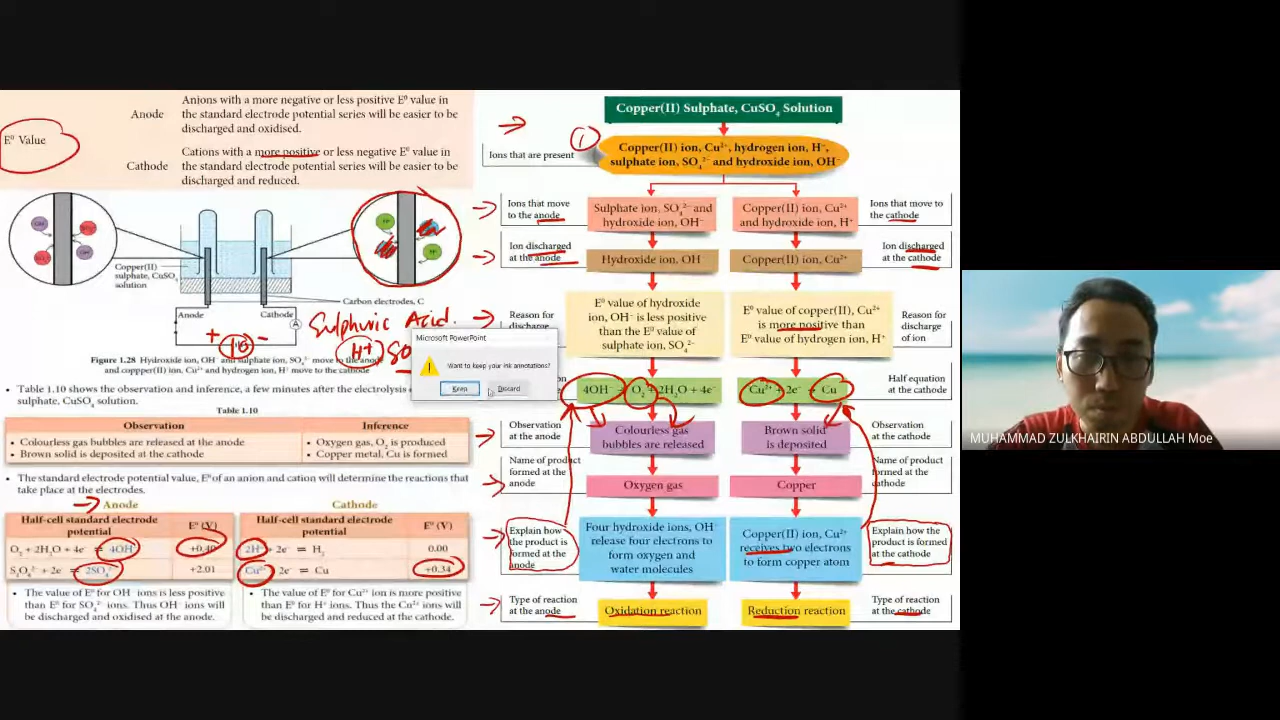 Anions with a more negative or less positive E⁰ value in
Anode
the standard electrode potential series will be easier to be
discharged and oxidised.
E⁰ Value
Cations with a more positive or less negative E⁰ value in
Cathode
the standard electrode potential series will be easier to be
discharged and reduced.
Copper(II)
sulphate, CuSO₄
solution
Carbon electrodes, C
Anode
Cathode
A
+
-
Sulphuric Acid.
H+
Figure 1.28 Hydroxide ion, OH⁻ and sulphate ion, SO₄²⁻ move to the anode
and coppper(II) ion, Cu²⁺ and hydrogen ion, H⁺ move to the cathode
• Table 1.10 shows the observation and inference, a few minutes after the electrolysis
sulphate, CuSO₄ solution.
Table 1.10
Observation
Inference
• Colourless gas bubbles are released at the anode
• Oxygen gas, O₂ is produced
• Brown solid is deposited at the cathode
• Copper metal, Cu is formed
• The standard electrode potential value, E⁰ of an anion and cation will determine the reactions that
take place at the electrodes.
Anode
Cathode
Half-cell standard electrode
potential
E⁰ (V)
Half-cell standard electrode
potential
E⁰ (V)
O₂ + 2H₂O + 4e⁻ ⇌ 4OH⁻
+0.40
2H⁺ + 2e⁻ ⇌ H₂
0.00
S₂O₈²⁻ + 2e⁻ ⇌ 2SO₄²⁻
+2.01
Cu²⁺ 2e⁻ ⇌ Cu
+0.34
• The value of E⁰ for OH⁻ ions is less positive
than E⁰ for SO₄²⁻ ions. Thus OH⁻ ions will
be discharged and oxidised at the anode.
• The value of E⁰ for Cu²⁺ ion is more positive
than E⁰ for H⁺ ions. Thus the Cu²⁺ ions will
be discharged and reduced at the cathode.
Microsoft PowerPoint
Want to keep your ink annotations?
Keep
Discard
Copper(II) Sulphate, CuSO₄ Solution
1
Ions that are present
Copper(II) ion, Cu²⁺, hydrogen ion, H⁺,
sulphate ion, SO₄²⁻ and hydroxide ion, OH⁻
Ions that move
to the anode
Sulphate ion, SO₄²⁻ and
hydroxide ion, OH⁻
Copper(II) ion, Cu²⁺
and hydroxide ion, H⁺
Ions that move
to the cathode
Ion discharged
at the anode
Hydroxide ion, OH⁻
Copper(II) ion, Cu²⁺
Ion discharged
at the cathode
Reason for
discharge
E⁰ value of hydroxide
ion, OH⁻ is less positive
than the E⁰ value of
sulphate ion, SO₄²⁻
E⁰ value of copper(II), Cu²⁺
is more positive than
E⁰ value of hydrogen ion, H⁺
Reason for
discharge
of ion
4OH⁻ O₂ + 2H₂O + 4e⁻
Cu²⁺ + 2e⁻ Cu
Half equation
at the cathode
Observation
at the anode
Colourless gas
bubbles are released
Brown solid
is deposited
Observation
at the cathode
Name of product
formed at the
anode
Oxygen gas
Copper
Name of product
formed at the
cathode
Explain how
the product is
formed at the
anode
Four hydroxide ions, OH⁻
release four electrons to
form oxygen and
water molecules
Copper(II) ion, Cu²⁺
receives two electrons
to form copper atom
Explain how the
product is formed
at the cathode
Type of reaction
at the anode
Oxidation reaction
Reduction reaction
Type of reaction
at the cathode
MUHAMMAD ZULKHAIRIN ABDULLAH Moe